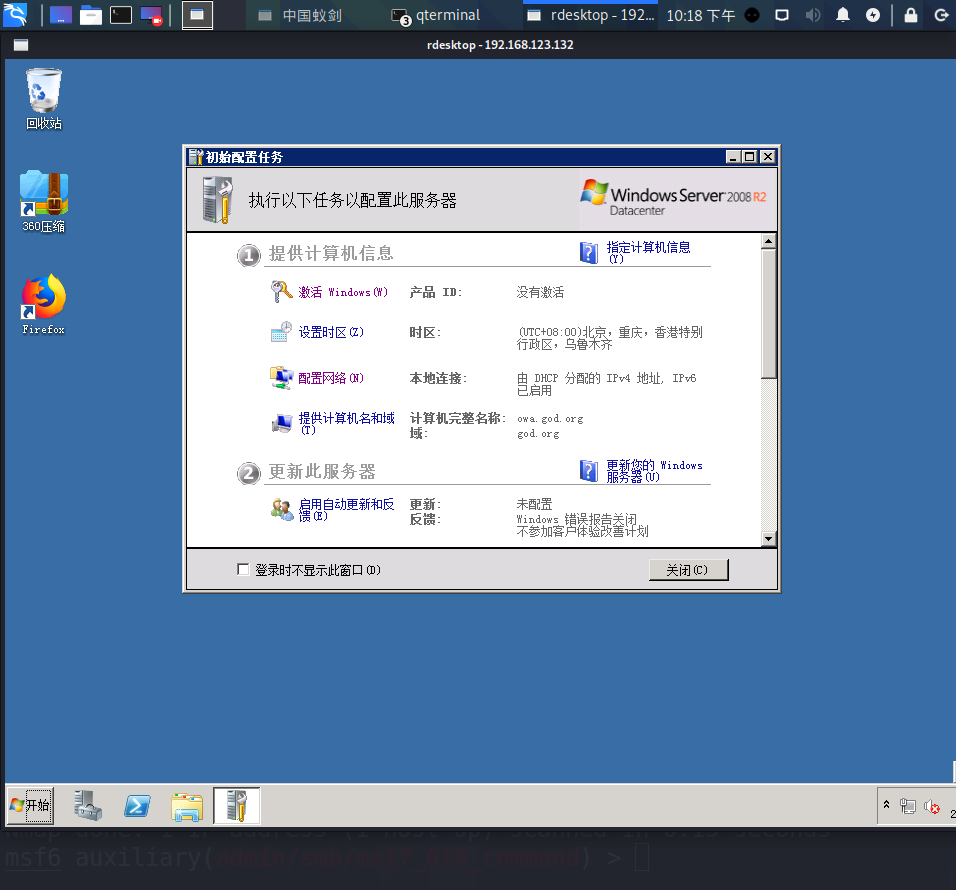 中国蚁剑
3
qterminal
rdesktop - 192...
10:18 下午
rdesktop - 192.168.123.132
回收站
360压缩
Firefox
初始配置任务
执行以下任务以配置此服务器
Windows Server 2008 R2
Datacenter
1 提供计算机信息
指定计算机信息
(Y)
激活 Windows(W)
产品 ID:
没有激活
设置时区(Z)
时区:
(UTC+08:00)北京，重庆，香港特别
行政区，乌鲁木齐
配置网络(N)
本地连接:
由 DHCP 分配的 IPv4 地址, IPv6
已启用
提供计算机名和域
(T)
计算机完整名称:
owa.god.org
域:
god.org
2 更新此服务器
更新您的 Windows
服务器(U)
启用自动更新和反
馈(E)
更新:
未配置
反馈:
Windows 错误报告关闭
不参加客户体验改善计划
登录时不显示此窗口(D)
关闭(C)
开始
2
msf6 auxiliary(
) >